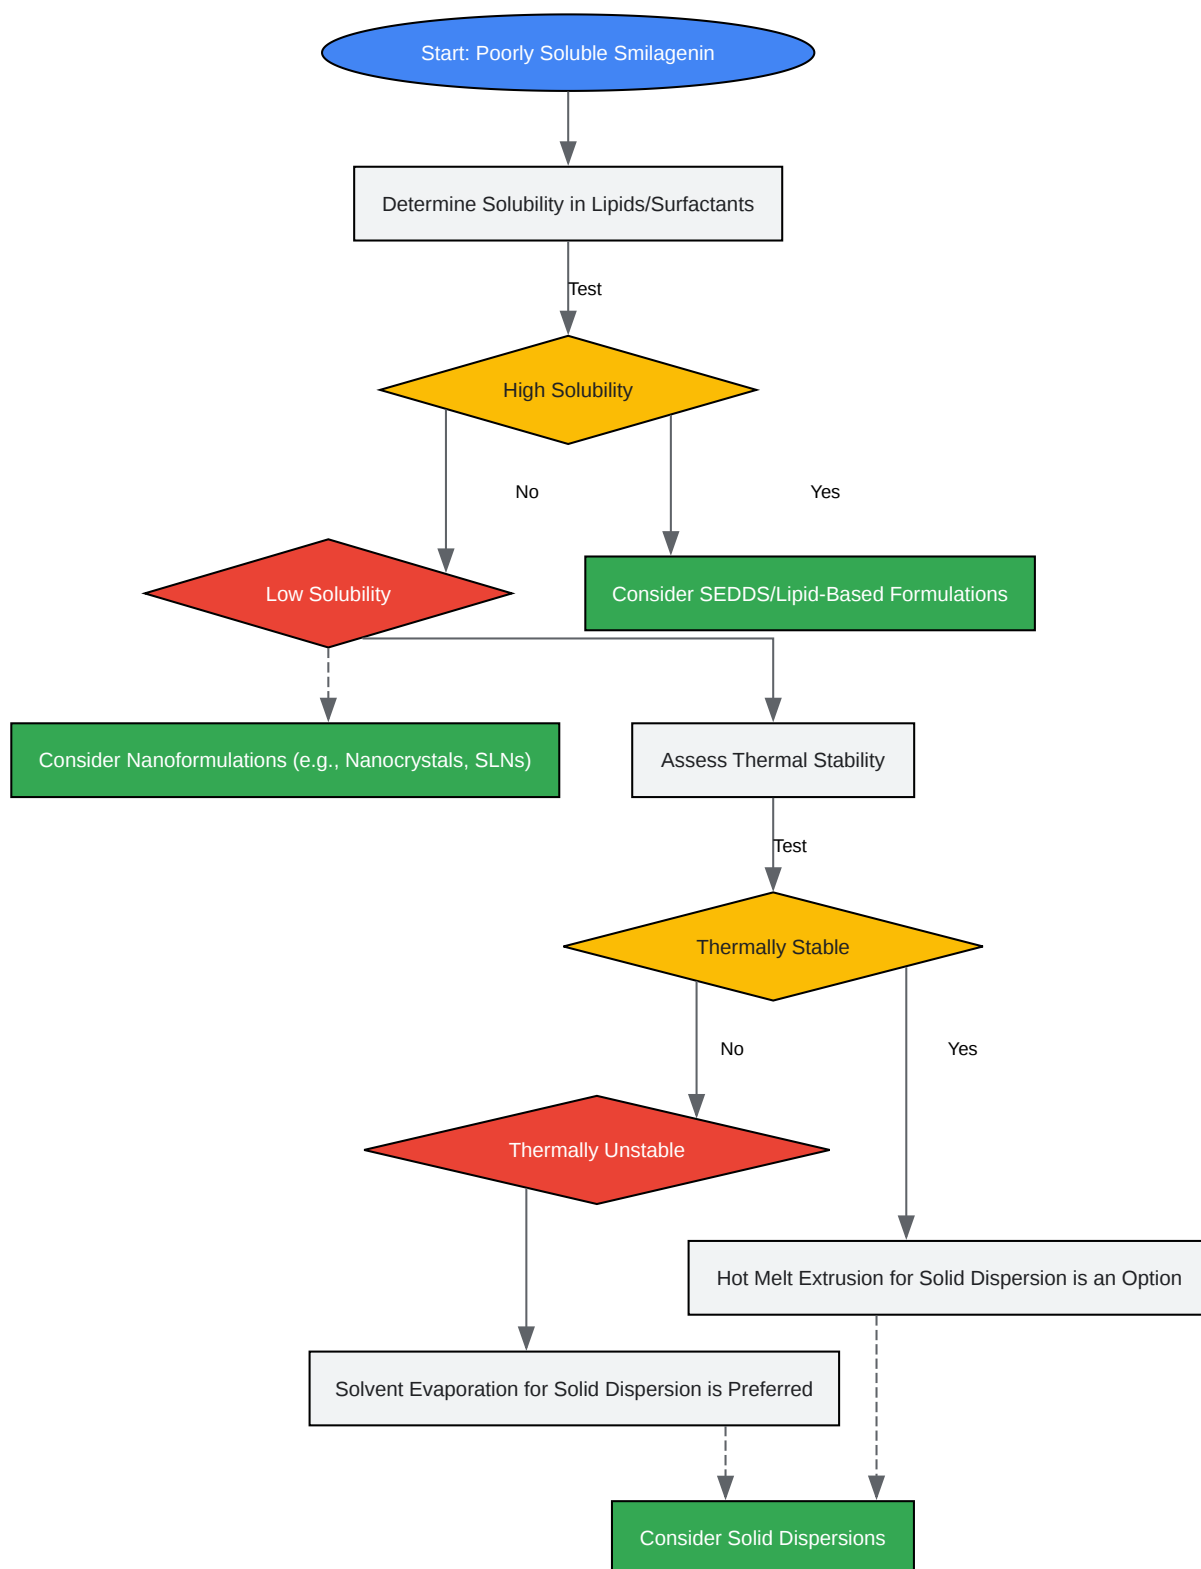 Start: Poorly Soluble Smilagenin
Determine Solubility in Lipids/Surfactants
Test
High Solubility
No
Yes
Low Solubility
Consider SEDDS/Lipid-Based Formulations
Consider Nanoformulations (e.g., Nanocrystals, SLNs)
Assess Thermal Stability
Test
Thermally Stable
No
Yes
Thermally Unstable
Hot Melt Extrusion for Solid Dispersion is an Option
Solvent Evaporation for Solid Dispersion is Preferred
Consider Solid Dispersions